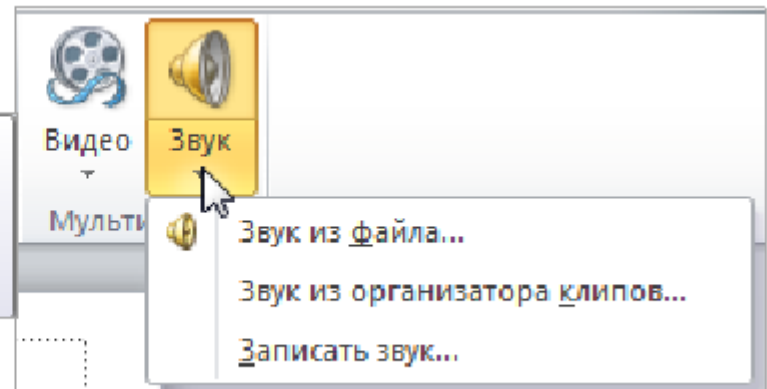 Видео
Звук
Мульти
Звук из файла...
Звук из организатора клипов...
Записать звук...